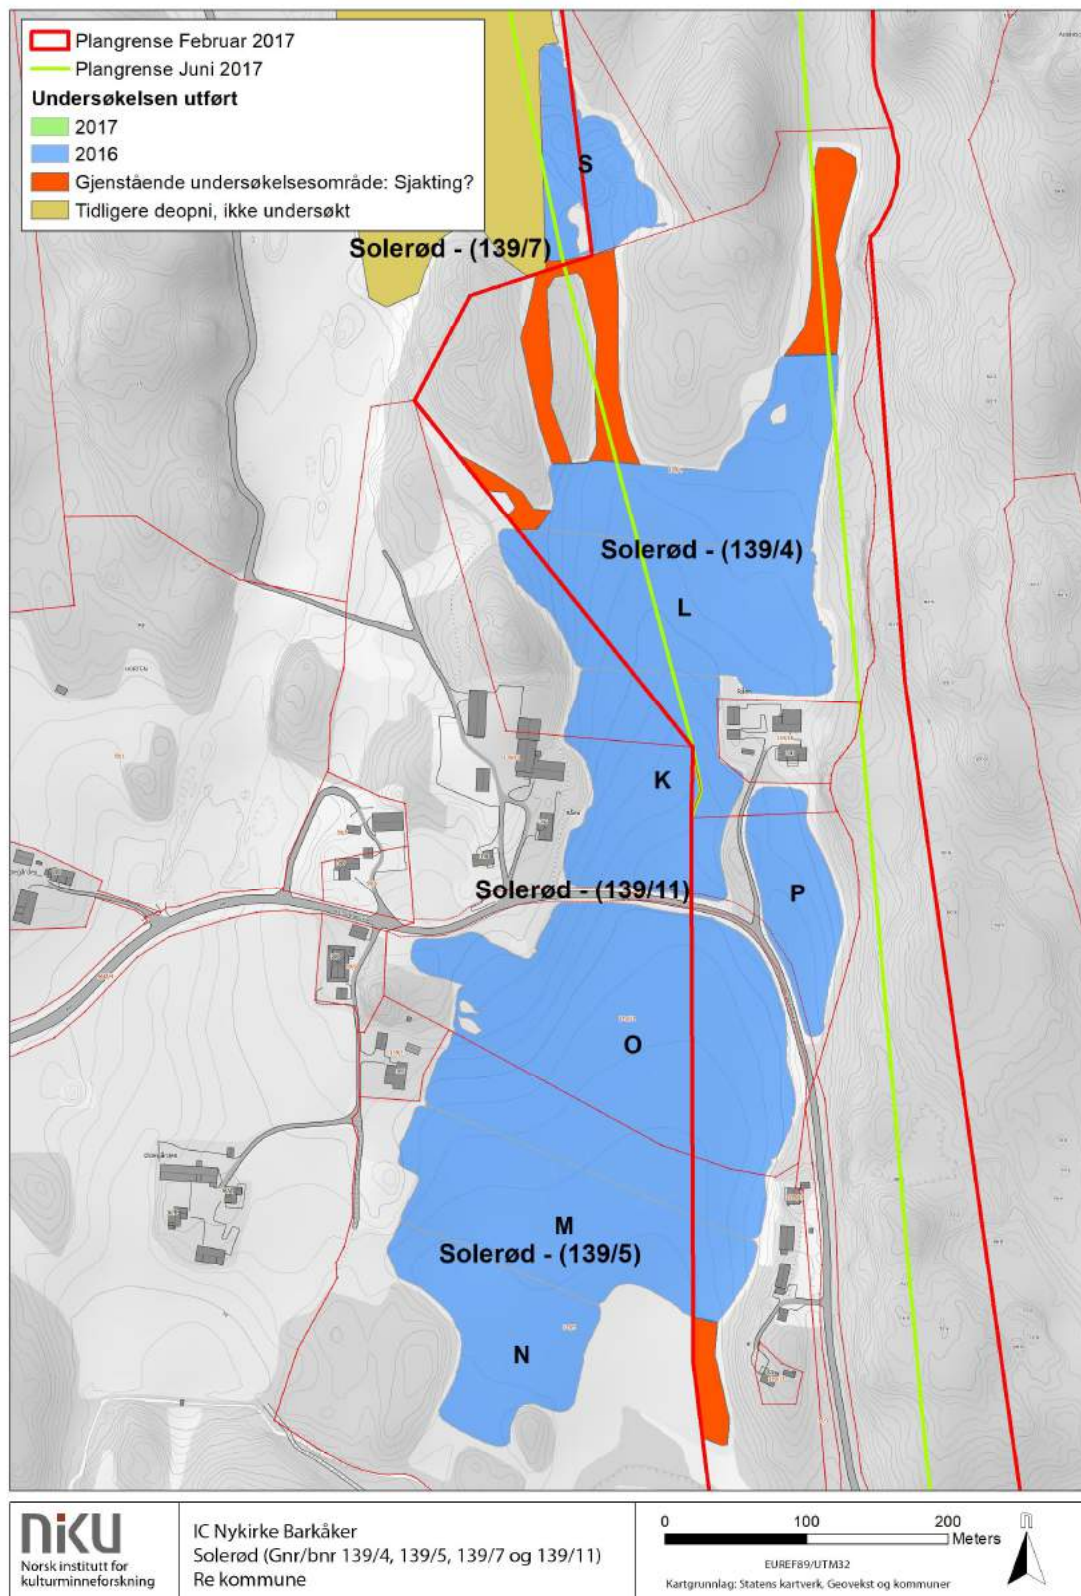 Plangrense Februar 2017
Plangrense Juni 2017
Undersøkelsen utført
2017
2016
Gjenstående undersøkelsesområde: Sjakting?
Tidligere deopni, ikke undersøkt
S
Solerød - (139/7)
Solerød - (139/4)
L
K
Solerød - (139/11)
P
O
M
Solerød - (139/5)
N
niku
Norsk institutt for
kulturminneforskning
IC Nykirke Barkåker
Solerød (Gnr/bnr 139/4, 139/5, 139/7 og 139/11)
Re kommune
0 100 200
Meters
EUREF89/UTM32
Kartgrunnlag: Statens kartverk, Geovekst og kommuner
n